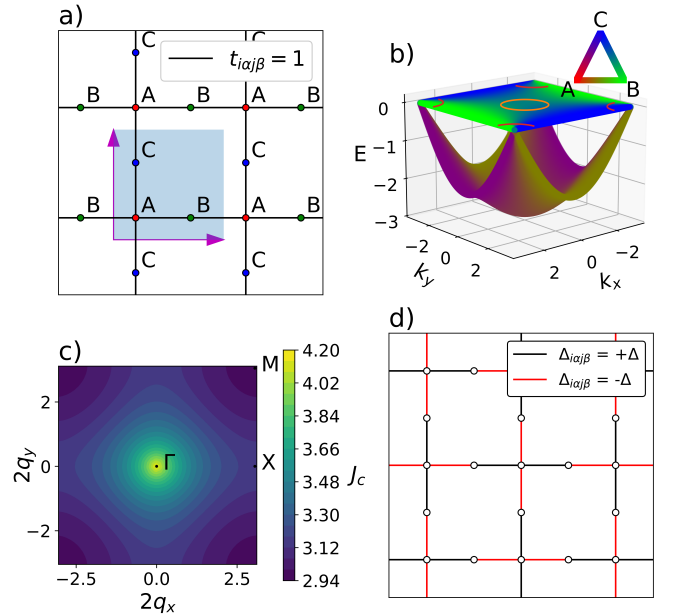 a)
C
C
t_{iαjβ} = 1
B
A
B
A
B
C
C
B
A
B
A
B
C
C
b)
C
A
B
0
−1
−2
−3
E
−2
0
2
k_y
2
0
−2
k_x
c)
M
X
Γ
2
0
−2
2q_y
−2.5
0.0
2.5
2q_x
4.20
4.02
3.84
3.66
3.48
3.30
3.12
2.94
J_c
d)
Δ_{iαjβ} = +Δ
Δ_{iαjβ} = -Δ